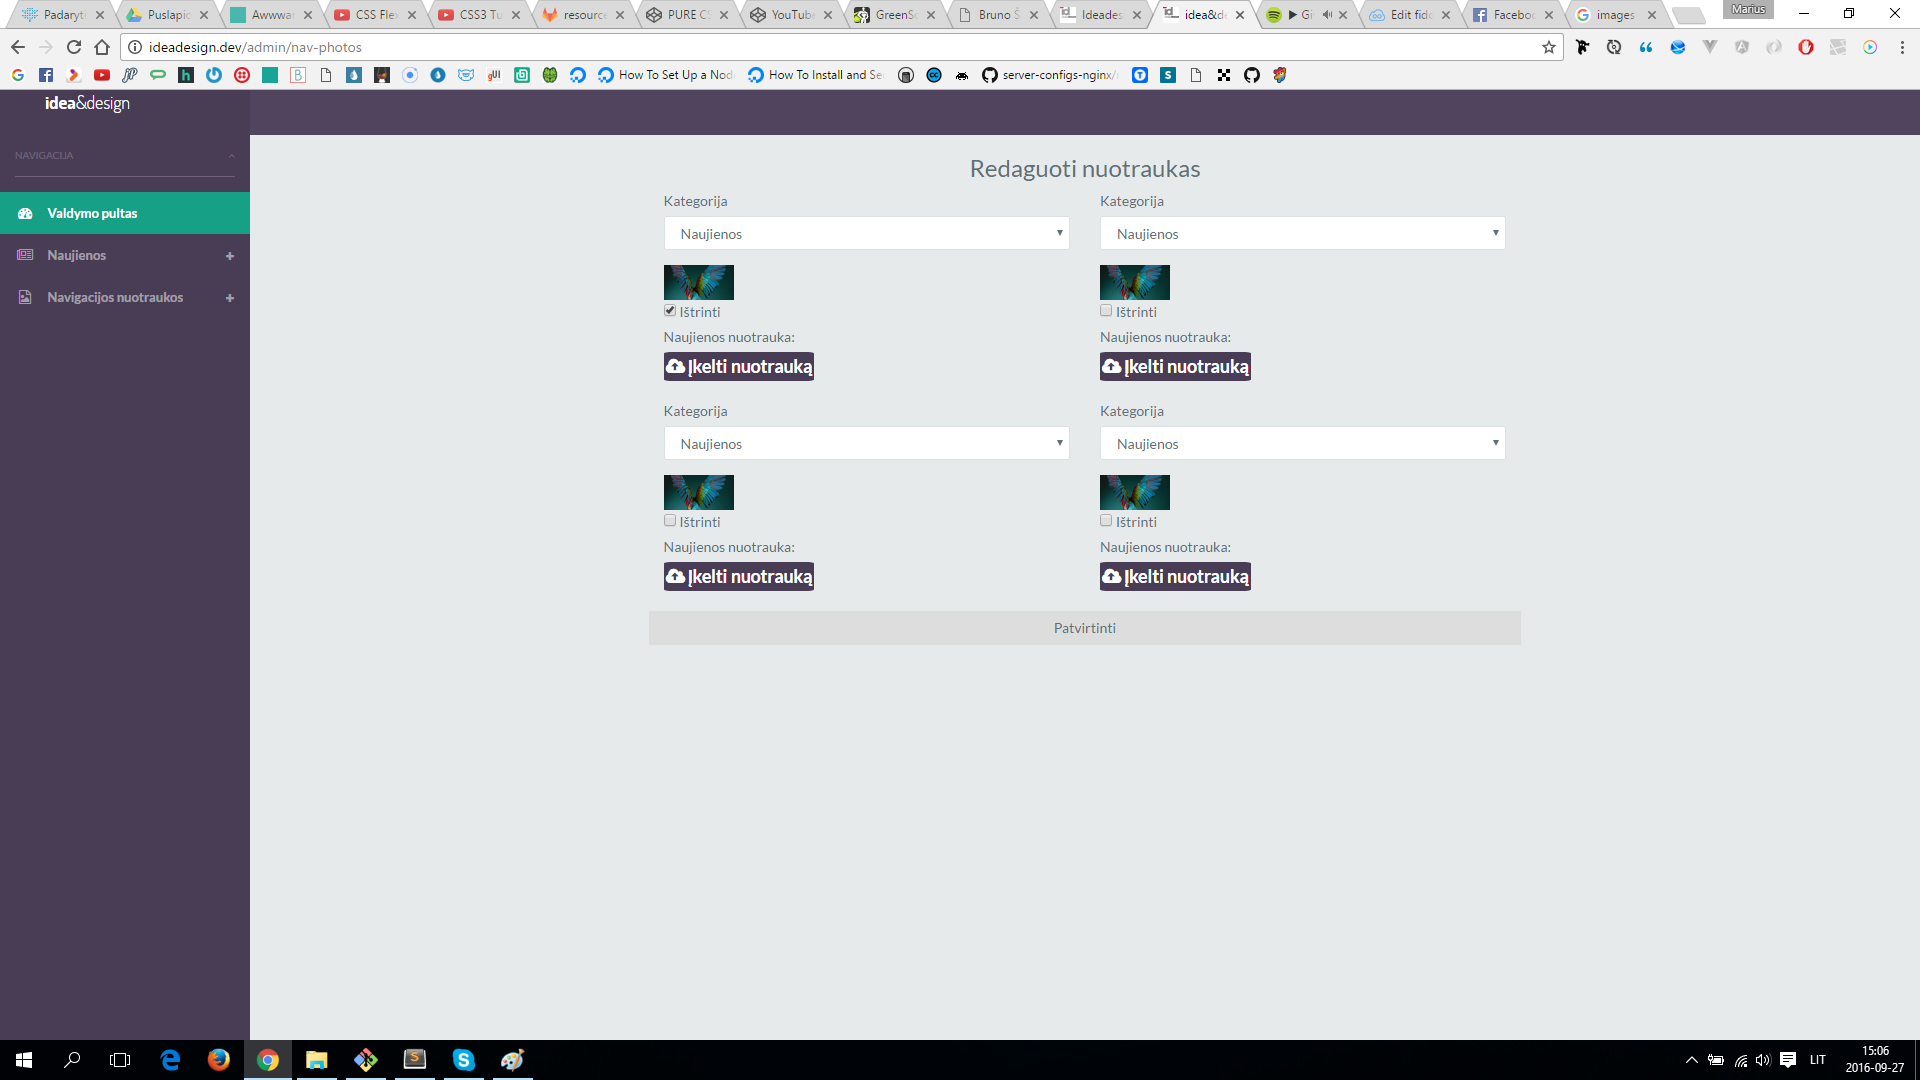 Padaryti
Puslapic
Awwwar
CSS Flex
CSS3 Tu
resource
PURE CS
YouTube
GreenSo
Bruno Š
Ideades
idea&de
Gi
Edit fidd
Faceboo
images
Marius
ideadesign.dev/admin/nav-photos
How To Set Up a Node
How To Install and Se
server-configs-nginx/
idea&design
NAVIGACIJA
Valdymo pultas
Naujienos
Navigacijos nuotraukos
Redaguoti nuotraukas
Kategorija
Kategorija
Naujienos
Naujienos
Ištrinti
Ištrinti
Naujienos nuotrauka:
Naujienos nuotrauka:
Įkelti nuotrauką
Įkelti nuotrauką
Kategorija
Kategorija
Naujienos
Naujienos
Ištrinti
Ištrinti
Naujienos nuotrauka:
Naujienos nuotrauka:
Įkelti nuotrauką
Įkelti nuotrauką
Patvirtinti
LIT
15:06
2016-09-27